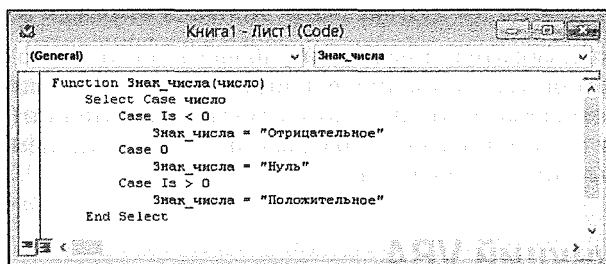 Книга1 - Лист1 (Code)
(General) Знак_числа
Function Знак_числа(число)
Select Case число
Case Is < 0
Знак_числа = "Отрицательное"
Case 0
Знак_числа = "Нуль"
Case Is > 0
Знак_числа = "Положительное"
End Select